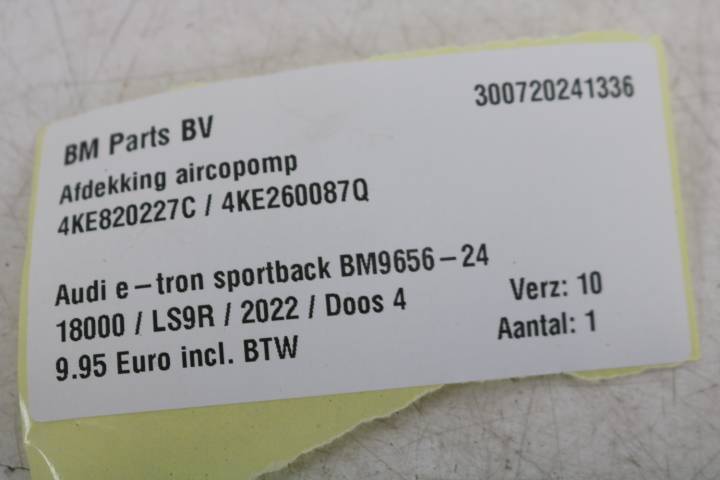 300720241336
BM Parts BV
Afdekking aircopomp
4KE820227C / 4KE260087Q
Audi e-tron sportback BM9656-24
18000 / LS9R / 2022 / Doos 4
Verz: 10
9.95 Euro incl. BTW
Aantal: 1